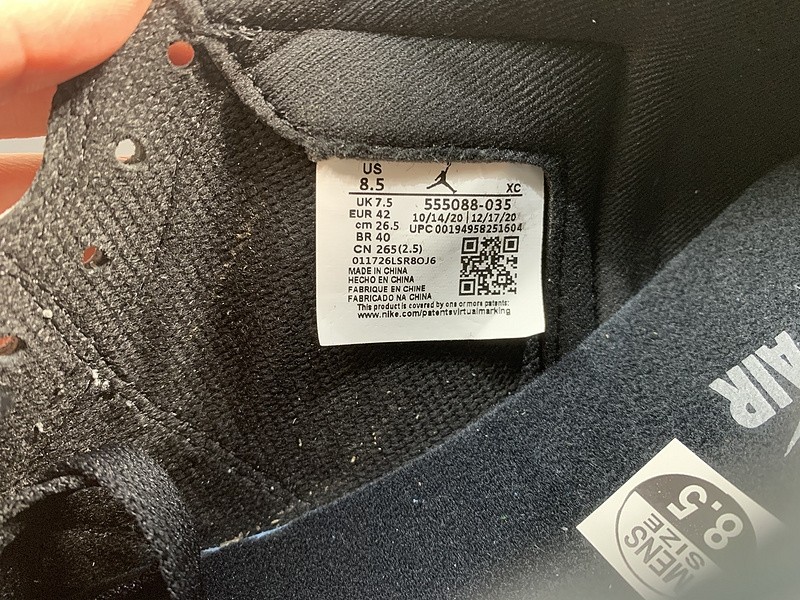 US
8.5
XC
UK 7.5
555088-035
EUR 42
10/14/20 | 12/17/20
cm 26.5
UPC 00194958251604
BR 40
CN 265(2.5)
011726LSR8OJ6
MADE IN CHINA
HECHO EN CHINA
FABRIQUE EN CHINE
FABRICADO NA CHINA
This product is covered by one or more patents:
www.nike.com/patentsvirtualmarking
AIR
8.5
MENS
SIZE